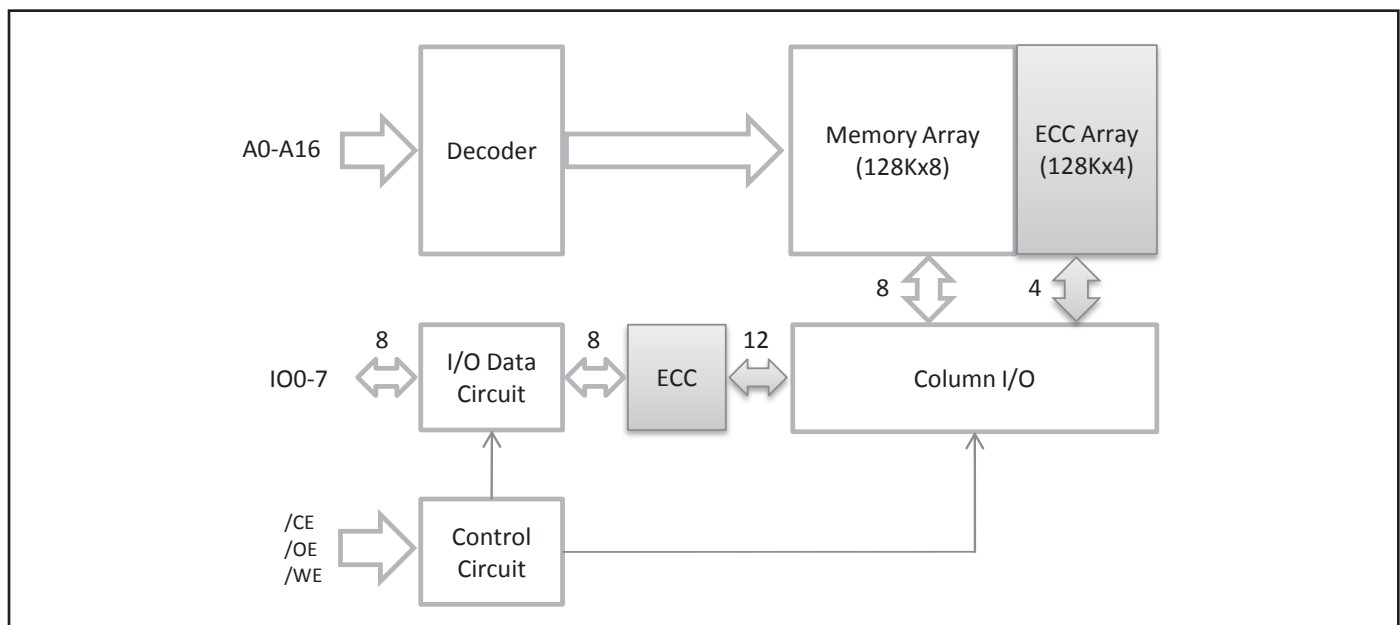 A0-A16
Decoder
Memory Array
(128Kx8)
ECC Array
(128Kx4)
8
4
IO0-7
8
I/O Data
Circuit
8
ECC
12
Column I/O
/CE
/OE
/WE
Control
Circuit